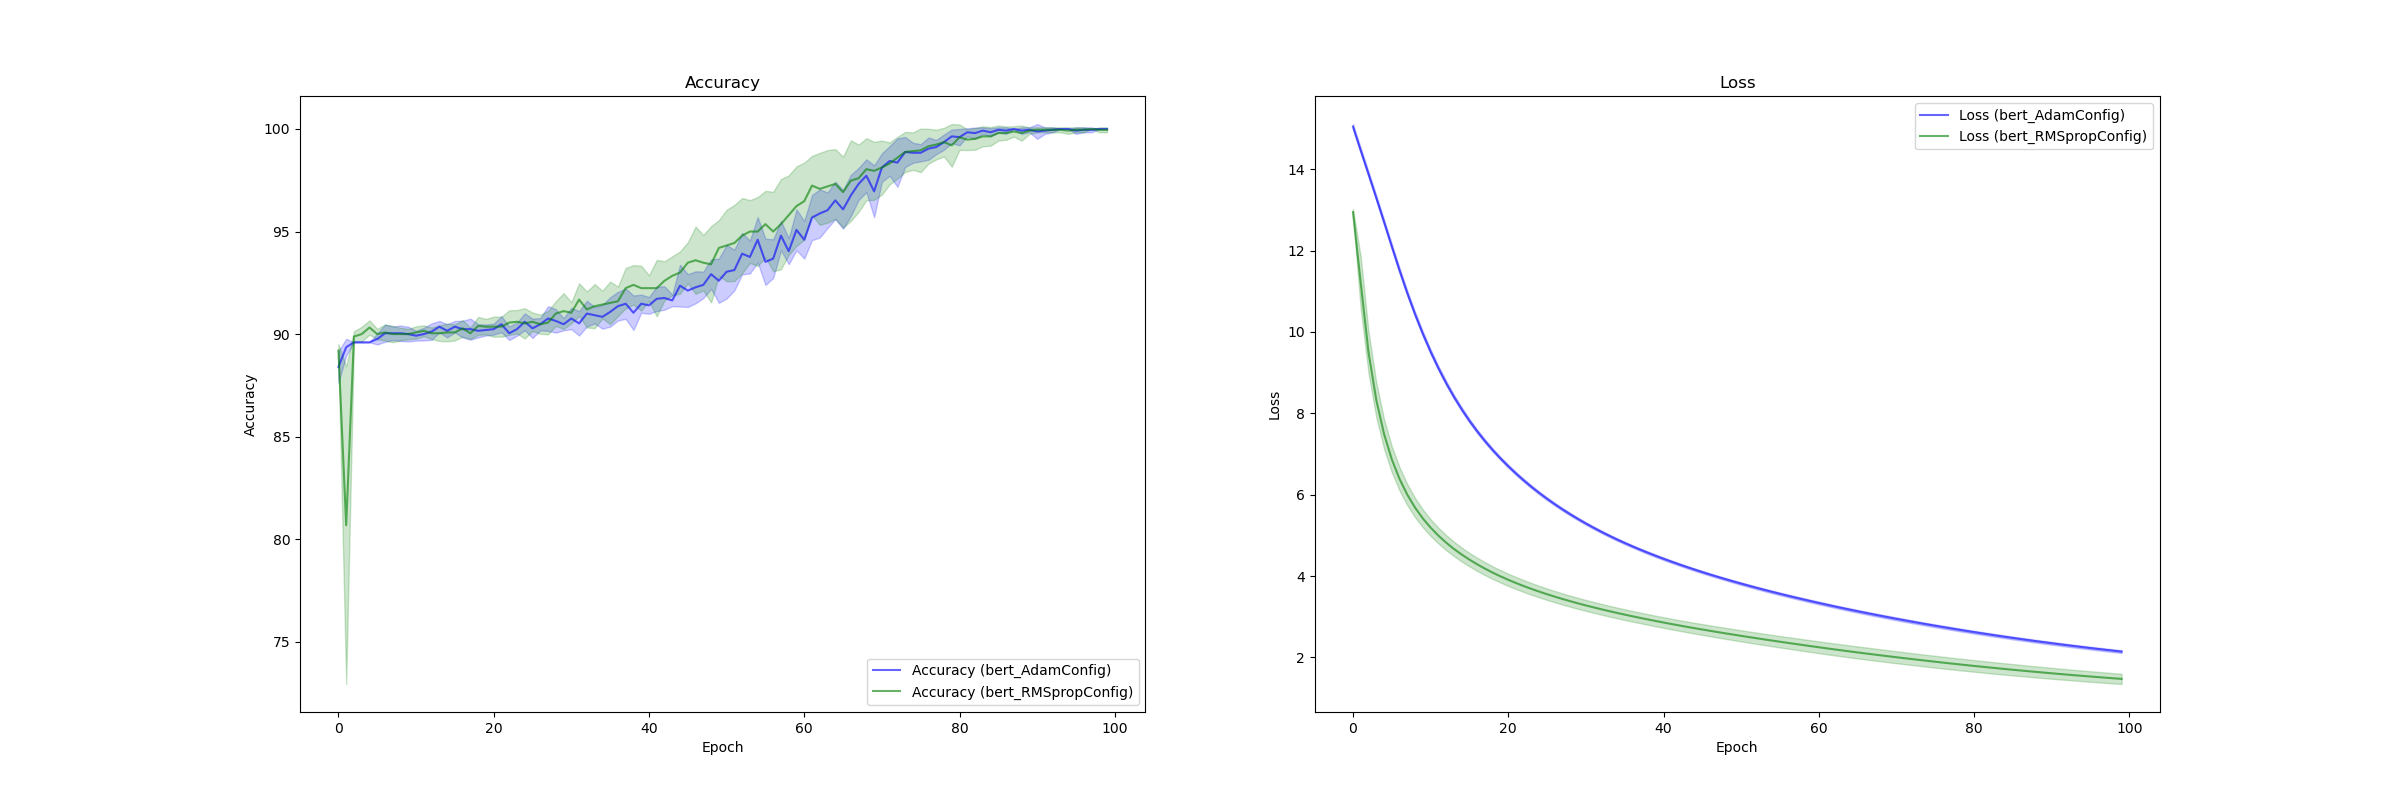 Accuracy
100
95
90
85
80
75
Accuracy
0
20
40
60
80
100
Epoch
Accuracy (bert_AdamConfig)
Accuracy (bert_RMSpropConfig)
Loss
14
12
10
8
6
4
2
Loss
0
20
40
60
80
100
Epoch
Loss (bert_AdamConfig)
Loss (bert_RMSpropConfig)